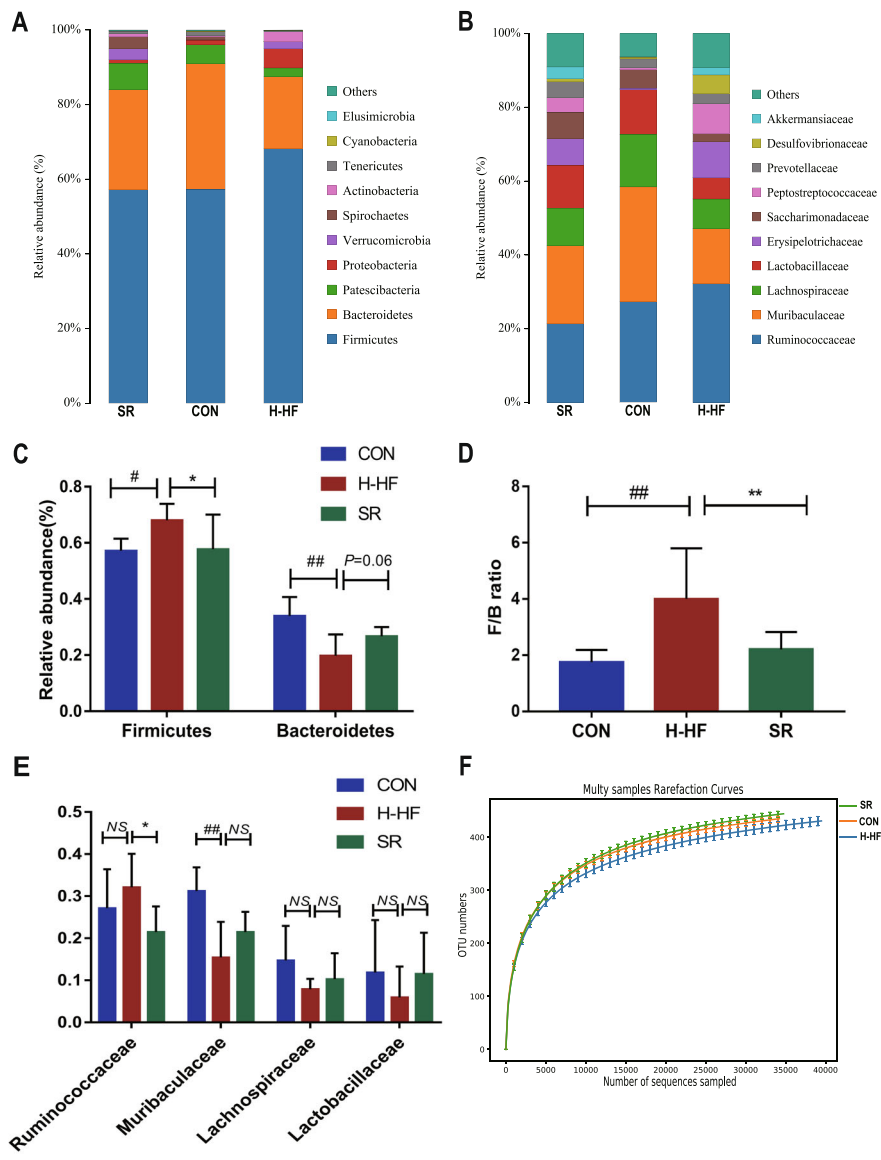 A
100%
80%
60%
40%
20%
0%
Relative abundance (%)
SR CON H-HF
Others
Elusimicrobia
Cyanobacteria
Tenericutes
Actinobacteria
Spirochaetes
Verrucomicrobia
Proteobacteria
Patescibacteria
Bacteroidetes
Firmicutes
B
100%
80%
60%
40%
20%
0%
Relative abundance (%)
SR CON H-HF
Others
Akkermansiaceae
Desulfovibrionaceae
Prevotellaceae
Peptostreptococcaceae
Saccharimonadaceae
Erysipelotrichaceae
Lactobacillaceae
Lachnospiraceae
Muribaculaceae
Ruminococcaceae
C
CON
H-HF
SR
0.8
0.6
0.4
0.2
0.0
Relative abundance(%)
# *
## P=0.06
Firmicutes Bacteroidetes
D
8
6
4
2
0
F/B ratio
## **
CON H-HF SR
E
CON
H-HF
SR
0.5
0.4
0.3
0.2
0.1
0.0
NS * ## NS NS NS NS NS
Ruminococcaceae
Muribaculaceae
Lachnospiraceae
Lactobacillaceae
F
Multy samples Rarefaction Curves
SR
CON
H-HF
400
300
200
100
0
OTU numbers
0 5000 10000 15000 20000 25000 30000 35000 40000
Number of sequences sampled